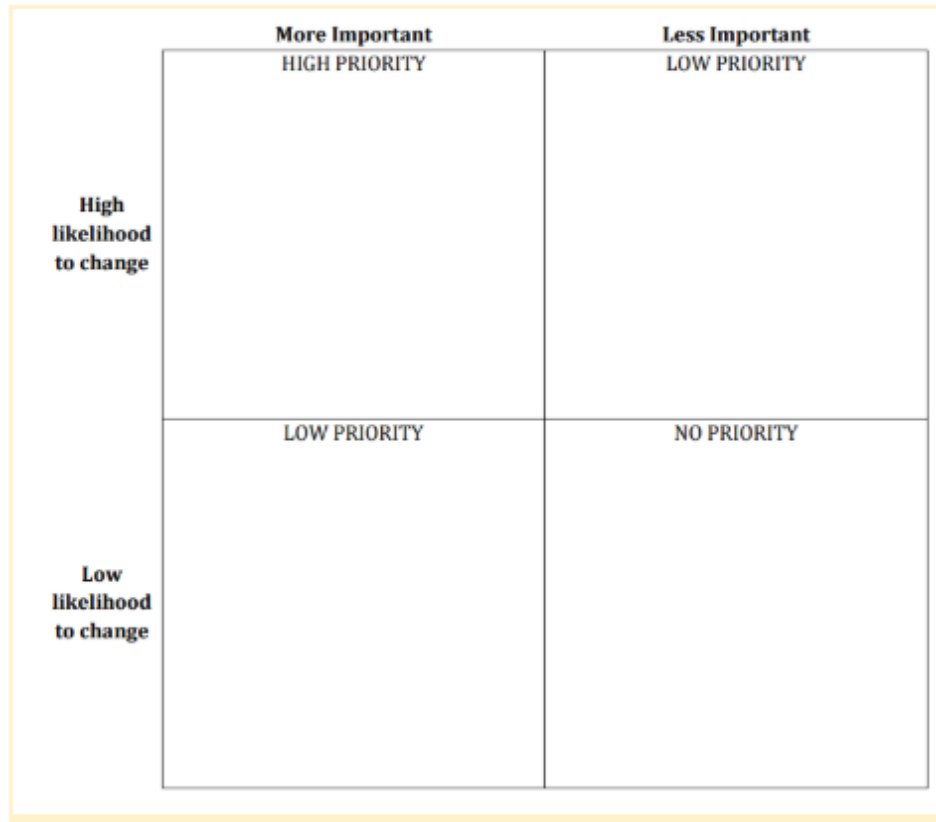 More Important
Less Important
HIGH PRIORITY
LOW PRIORITY
High
likelihood
to change
LOW PRIORITY
NO PRIORITY
Low
likelihood
to change